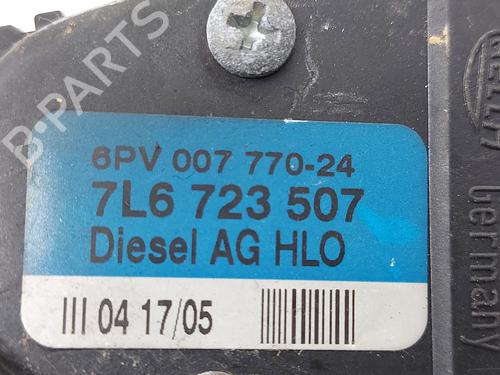 B-PARTS
6PV 007 770-24
7L6 723 507
Diesel AG HLO
III 04 17/05
Germany